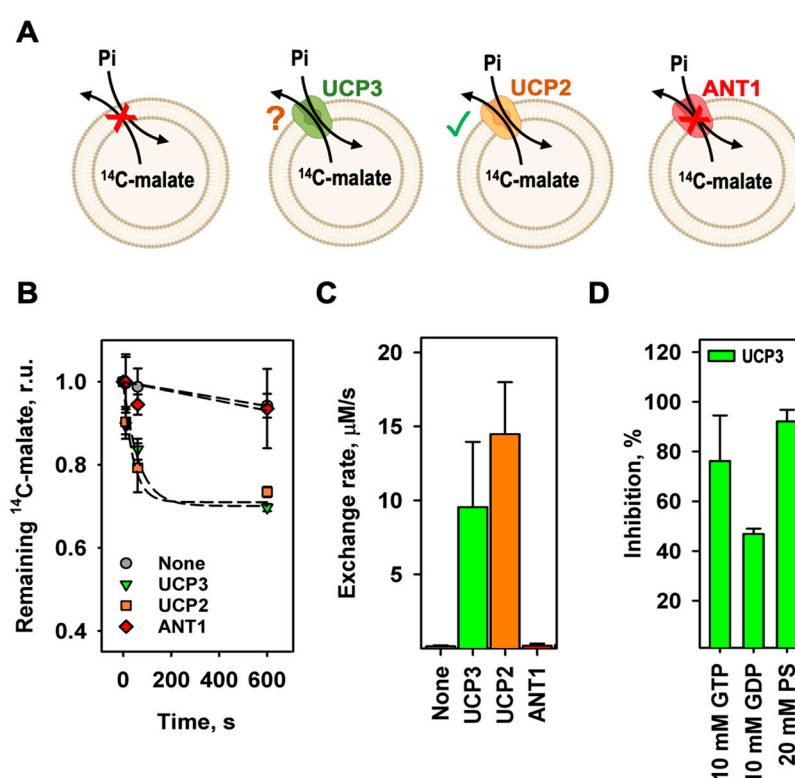 A
Pi
Pi
Pi
Pi
UCP3
UCP2
ANT1
?
✓
¹⁴C-malate
¹⁴C-malate
¹⁴C-malate
¹⁴C-malate
B
Remaining ¹⁴C-malate, r.u.
1.0
0.8
0.6
0.4
None
UCP3
UCP2
ANT1
0 200 400 600
Time, s
C
Exchange rate, µM/s
20
15
10
5
None
UCP3
UCP2
ANT1
D
Inhibition, %
120
100
80
60
40
20
UCP3
10 mM GTP
10 mM GDP
20 mM PS